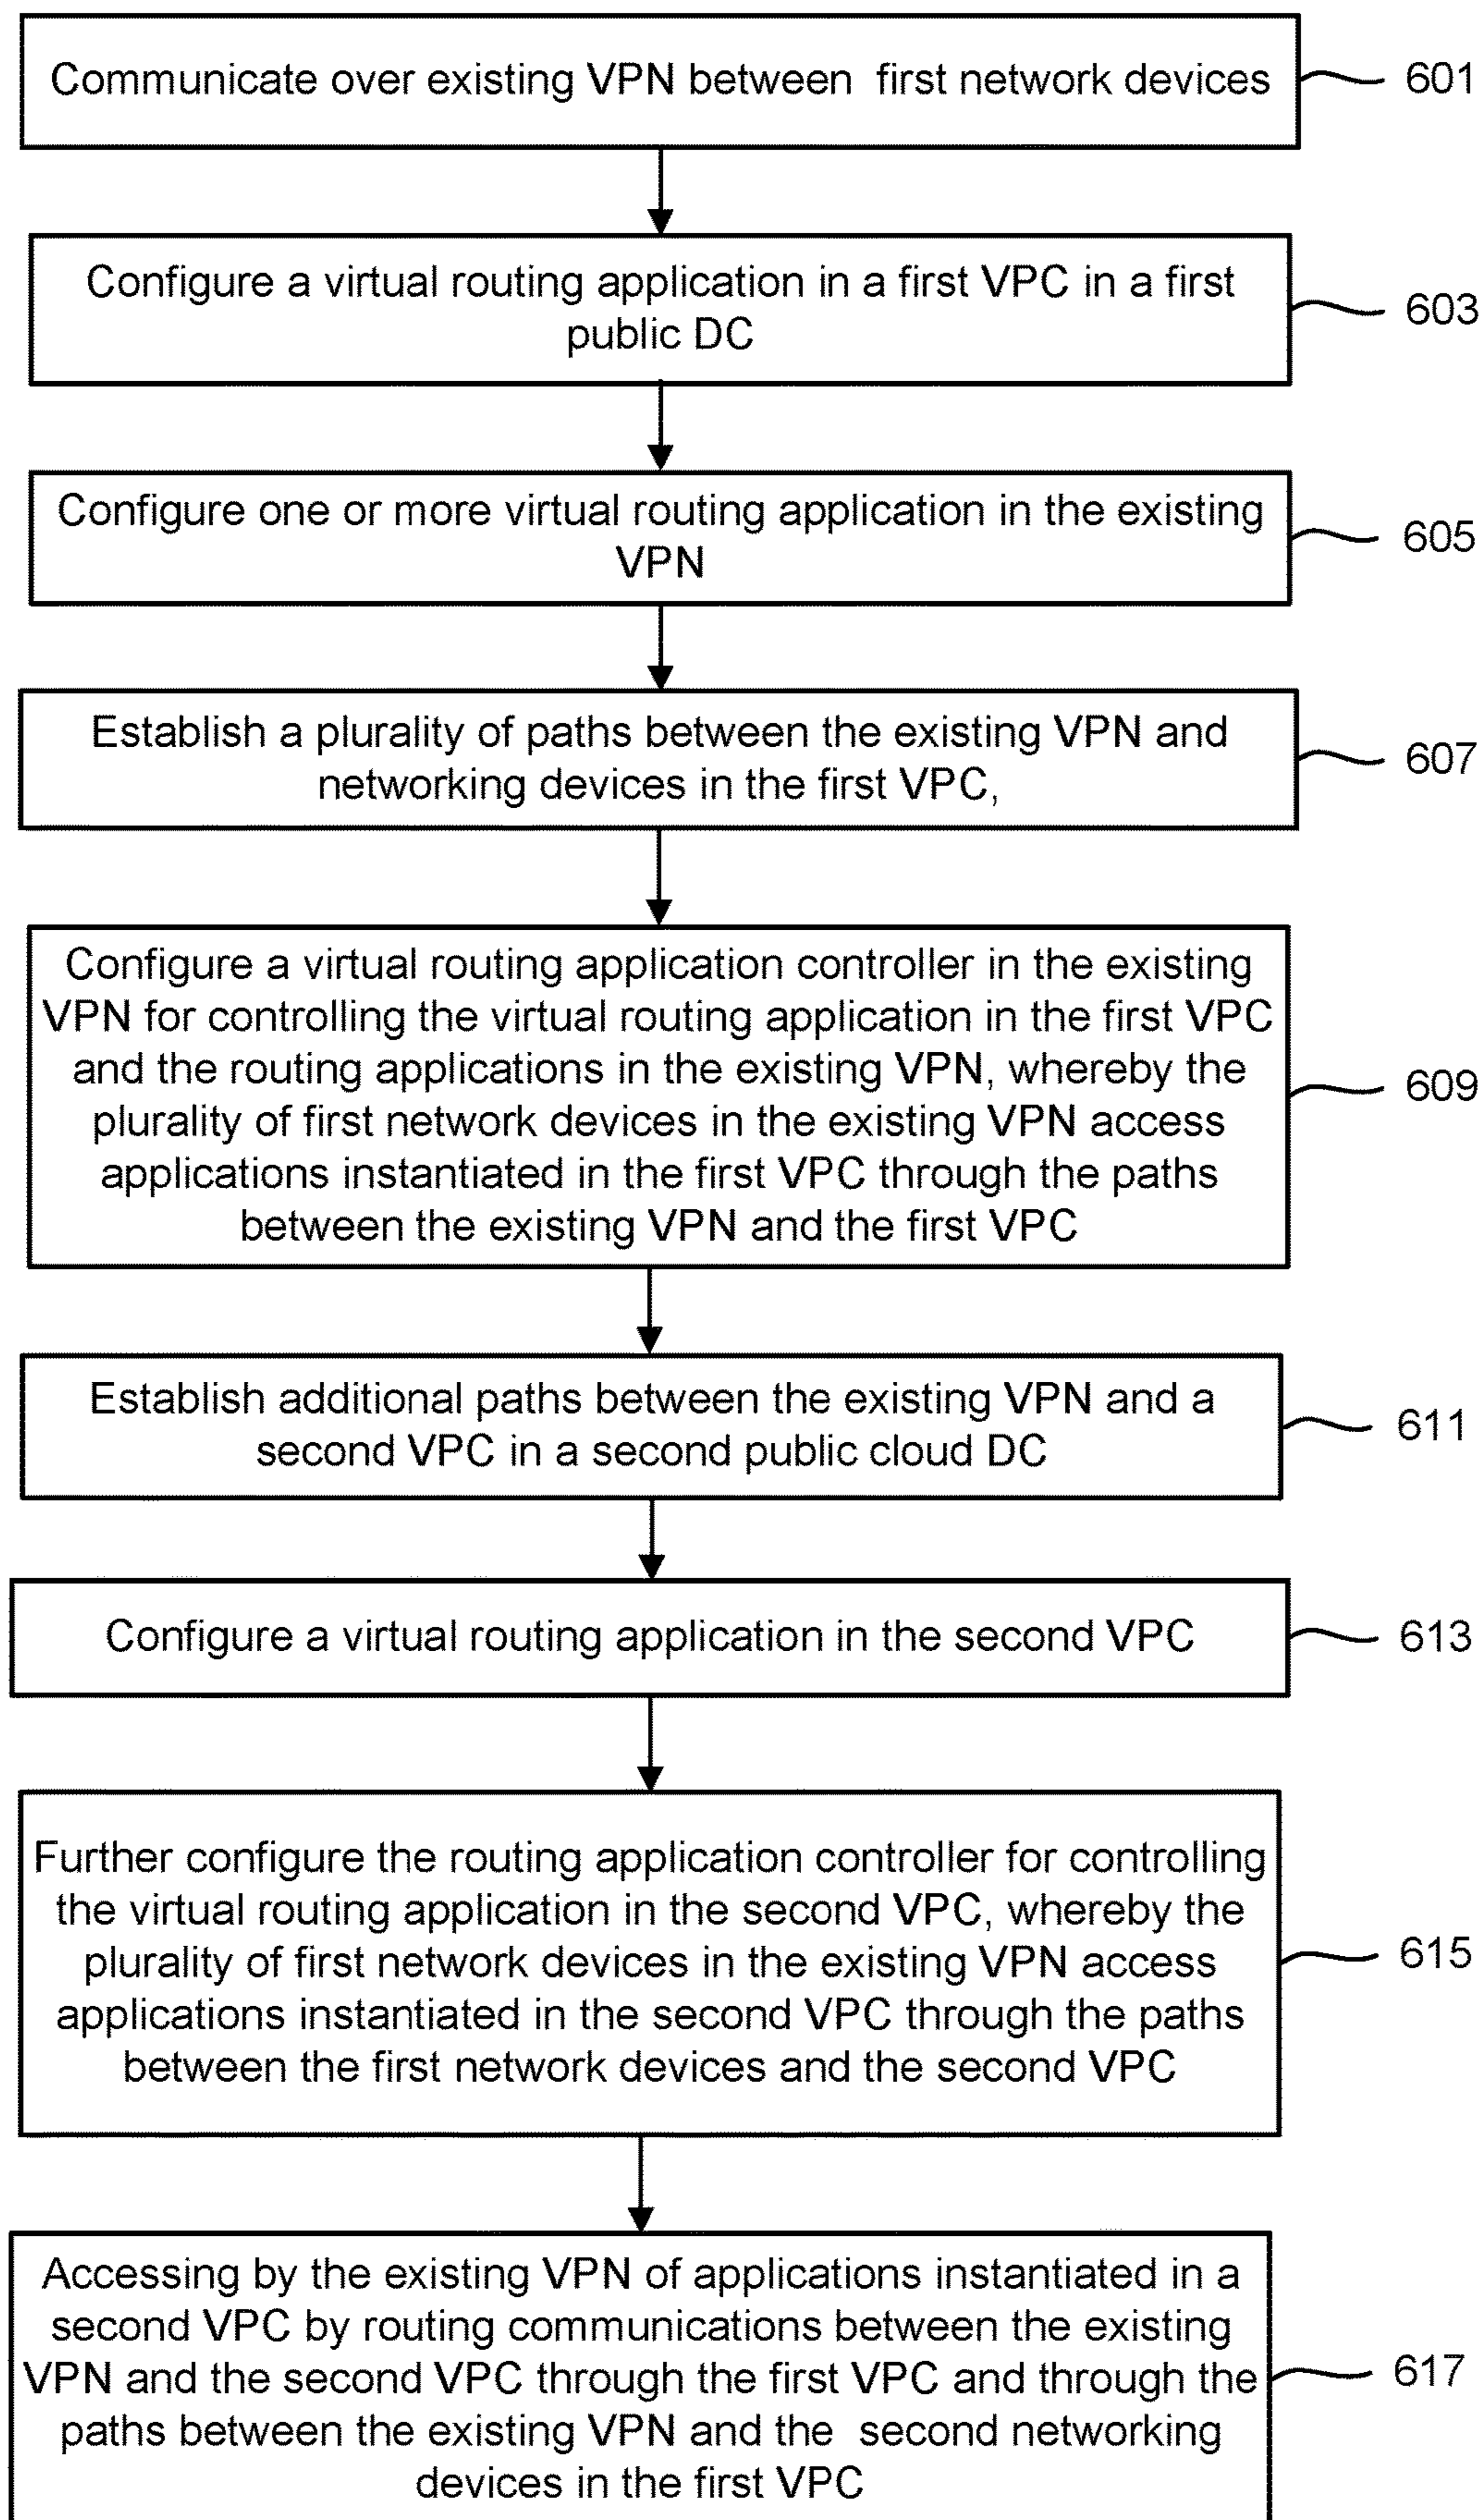 Communicate over existing VPN between first network devices
601
Configure a virtual routing application in a first VPC in a first
public DC
603
Configure one or more virtual routing application in the existing
VPN
605
Establish a plurality of paths between the existing VPN and
networking devices in the first VPC,
607
Configure a virtual routing application controller in the existing
VPN for controlling the virtual routing application in the first VPC
and the routing applications in the existing VPN, whereby the
plurality of first network devices in the existing VPN access
applications instantiated in the first VPC through the paths
between the existing VPN and the first VPC
609
Establish additional paths between the existing VPN and a
second VPC in a second public cloud DC
611
Configure a virtual routing application in the second VPC
613
Further configure the routing application controller for controlling
the virtual routing application in the second VPC, whereby the
plurality of first network devices in the existing VPN access
applications instantiated in the second VPC through the paths
between the first network devices and the second VPC
615
Accessing by the existing VPN of applications instantiated in a
second VPC by routing communications between the existing
VPN and the second VPC through the first VPC and through the
paths between the existing VPN and the second networking
devices in the first VPC
617